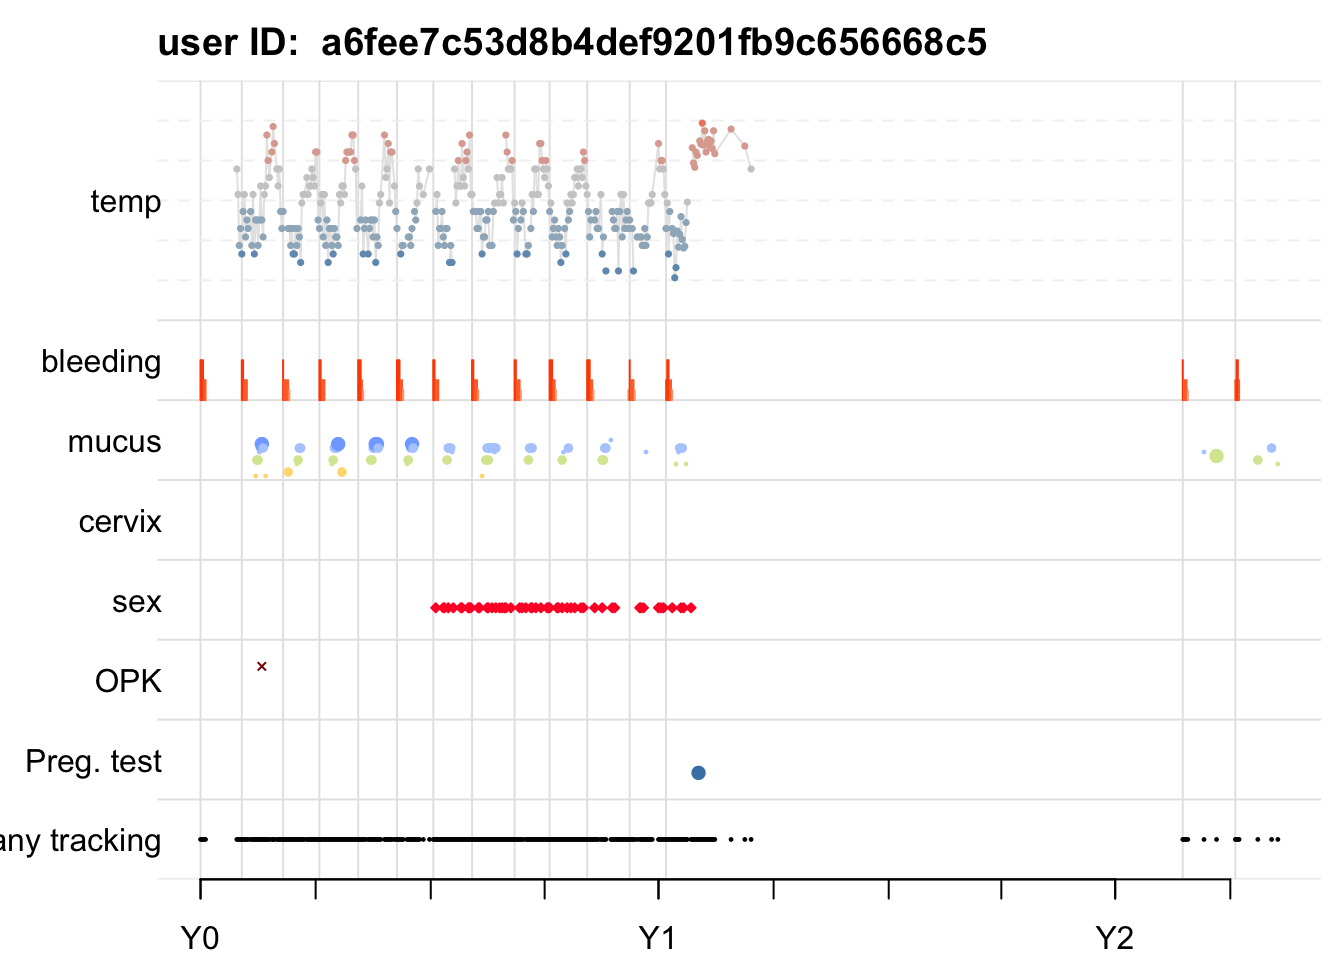 user ID:  a6fee7c53d8b4def9201fb9c656668c5
temp
bleeding
mucus
cervix
sex
OPK
Preg. test
any tracking
Y0 Y1 Y2